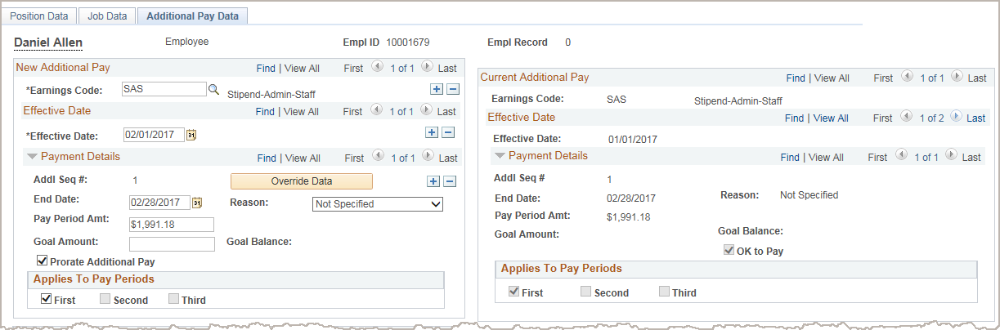 Position Data Job Data Additional Pay Data
Daniel Allen Employee Empl ID 10001679 Empl Record 0
New Additional Pay Find | View All First 1 of 1 Last
*Earnings Code: SAS Stipend-Admin-Staff
Effective Date Find | View All First 1 of 1 Last
*Effective Date: 02/01/2017 31
Payment Details Find | View All First 1 of 1 Last
Addl Seq #: 1 Override Data
End Date: 02/28/2017 31 Reason: Not Specified
Pay Period Amt: $1,991.18
Goal Amount: Goal Balance:
Prorate Additional Pay
Applies To Pay Periods
First Second Third
Current Additional Pay Find | View All First 1 of 1 Last
Earnings Code: SAS Stipend-Admin-Staff
Effective Date Find | View All First 1 of 2 Last
Effective Date: 01/01/2017
Payment Details Find | View All First 1 of 1 Last
Addl Seq # 1
End Date: 02/28/2017 Reason: Not Specified
Pay Period Amt: $1,991.18
Goal Amount: Goal Balance:
OK to Pay
Applies To Pay Periods
First Second Third